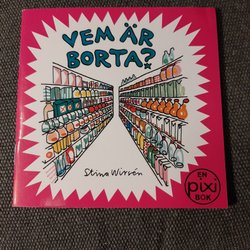 VEM ÄR
BORTA?
Stina Wirsén
EN
pixi
BOK